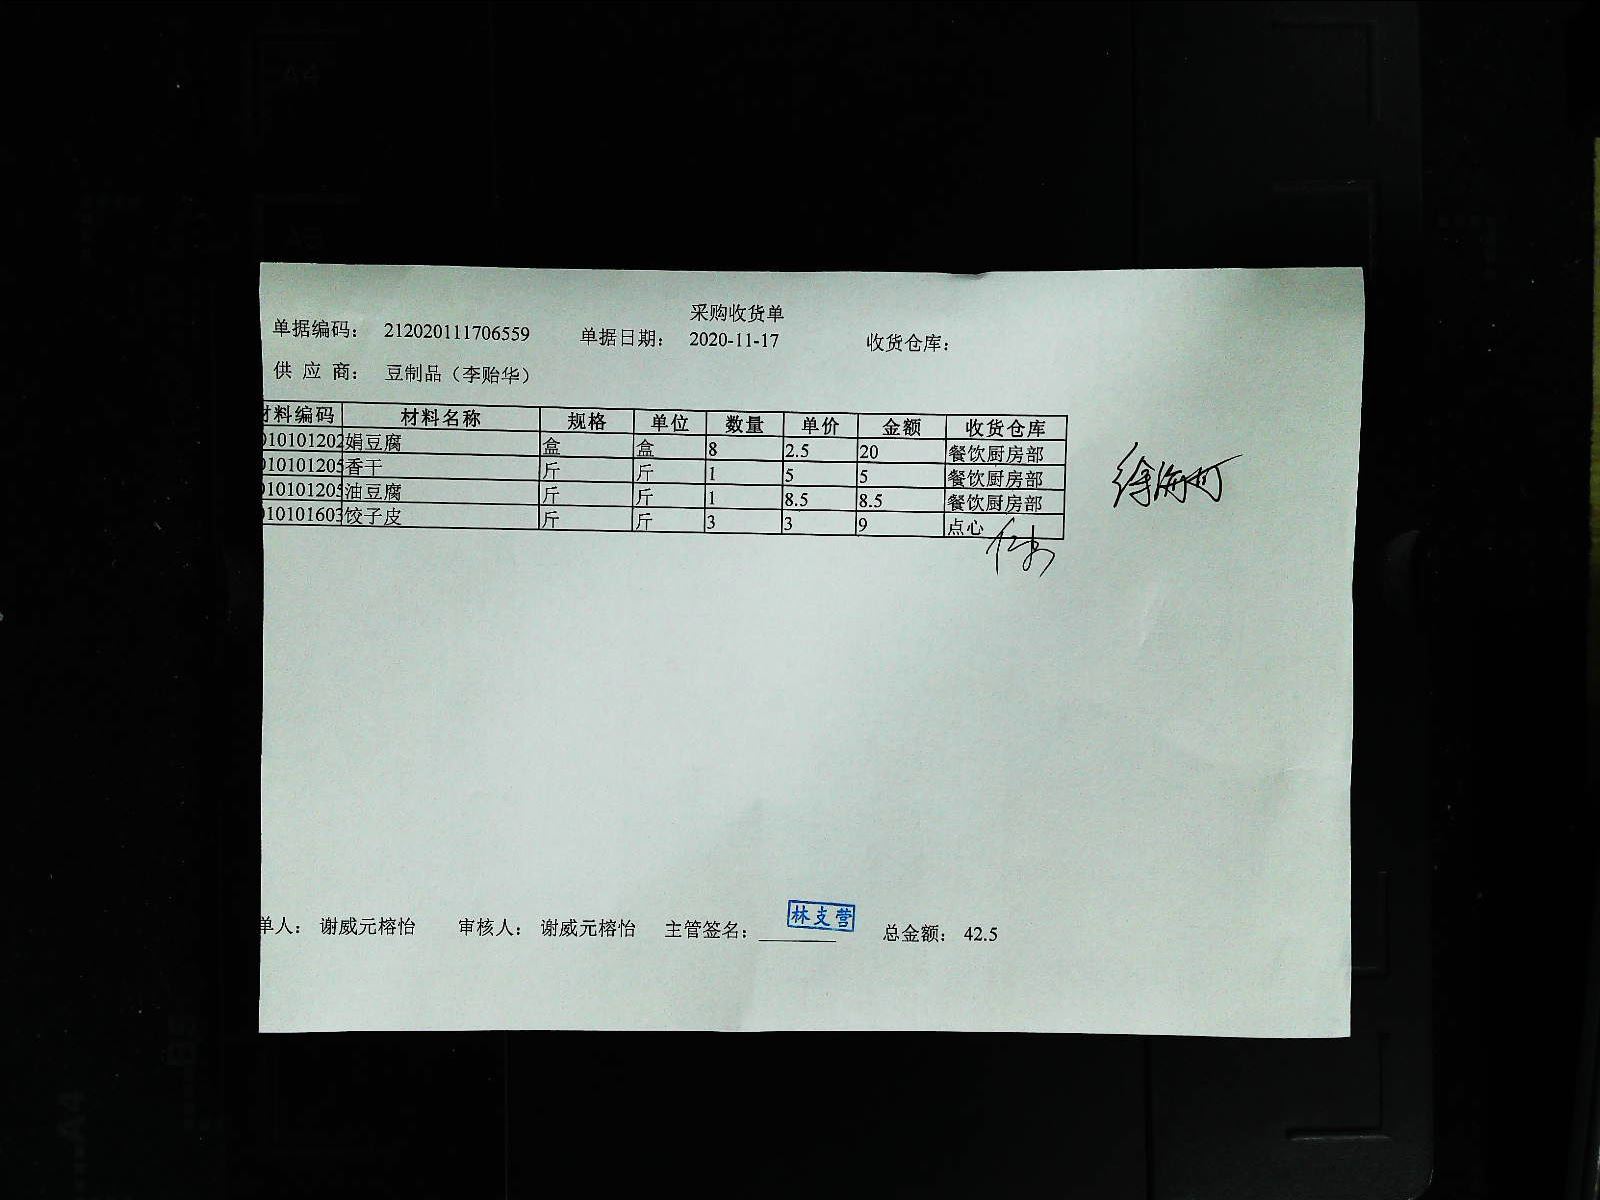 采购收货单
单据编码： 212020111706559 单据日期： 2020-11-17 收货仓库：
供 应 商： 豆制品（李贻华）
材料编码 材料名称 规格 单位 数量 单价 金额 收货仓库
010101202 娟豆腐 盒 盒 8 2.5 20 餐饮厨房部
010101205 香干 斤 斤 1 5 5 餐饮厨房部
010101205 油豆腐 斤 斤 1 8.5 8.5 餐饮厨房部
010101603 饺子皮 斤 斤 3 3 9 点心
单人： 谢威元榕怡 审核人： 谢威元榕怡 主管签名： 林支营 总金额： 42.5